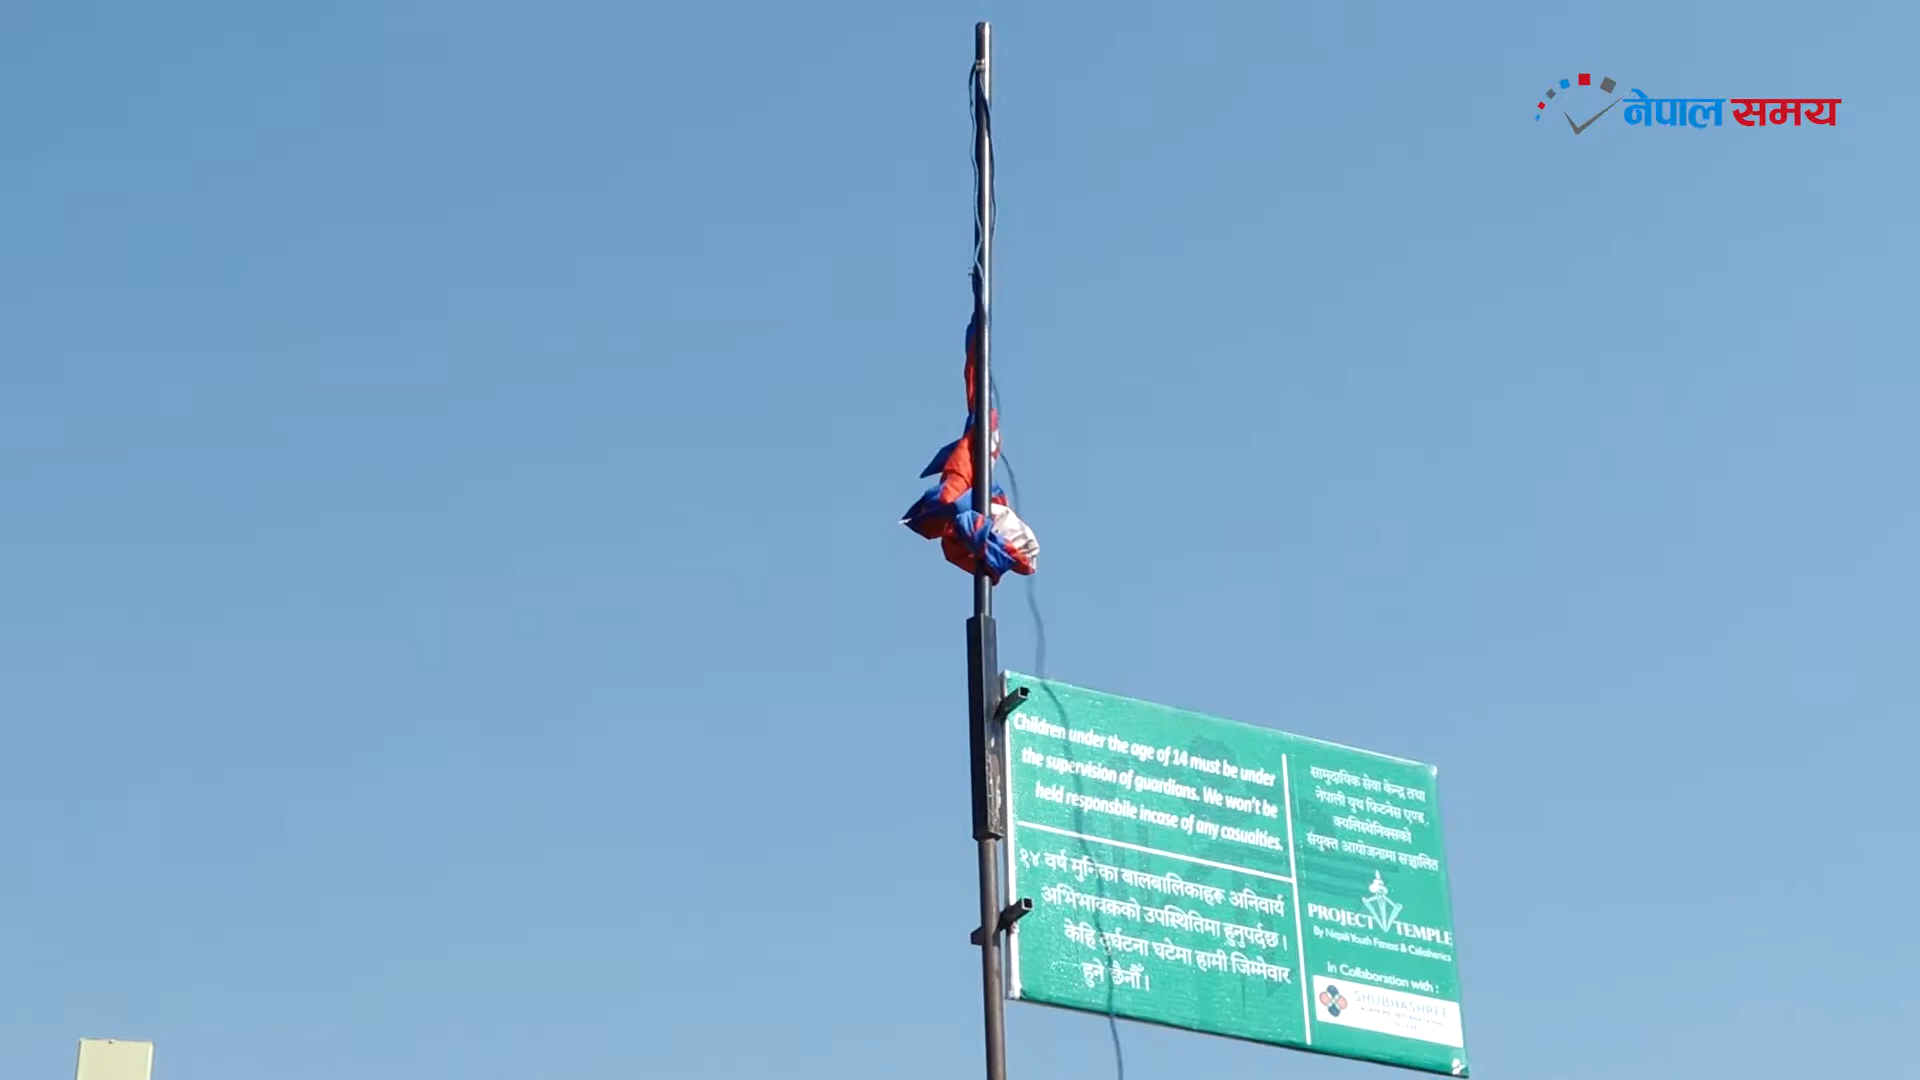 नेपाल समय
Children under the age of 14 must be under
the supervision of guardians. We won't be
held responsbile incase of any casualties.
१४ वर्ष मुनिका बालबालिकाहरू अनिवार्य
अभिभावकको उपस्थितिमा हुनुपर्दछ।
केहि दुर्घटना घटेमा हामी जिम्मेवार
हुने छैनौँ।
सामुदायिक सेवा केन्द्र तथा
नेपाली युथ फिटनेस एण्ड
क्यालिस्थेनिक्सको
संयुक्त आयोजनामा सञ्चालित
PROJECT TEMPLE
By Nepali Youth Fitness & Calisthenics
In Collaboration with :
SHUBHASHREE